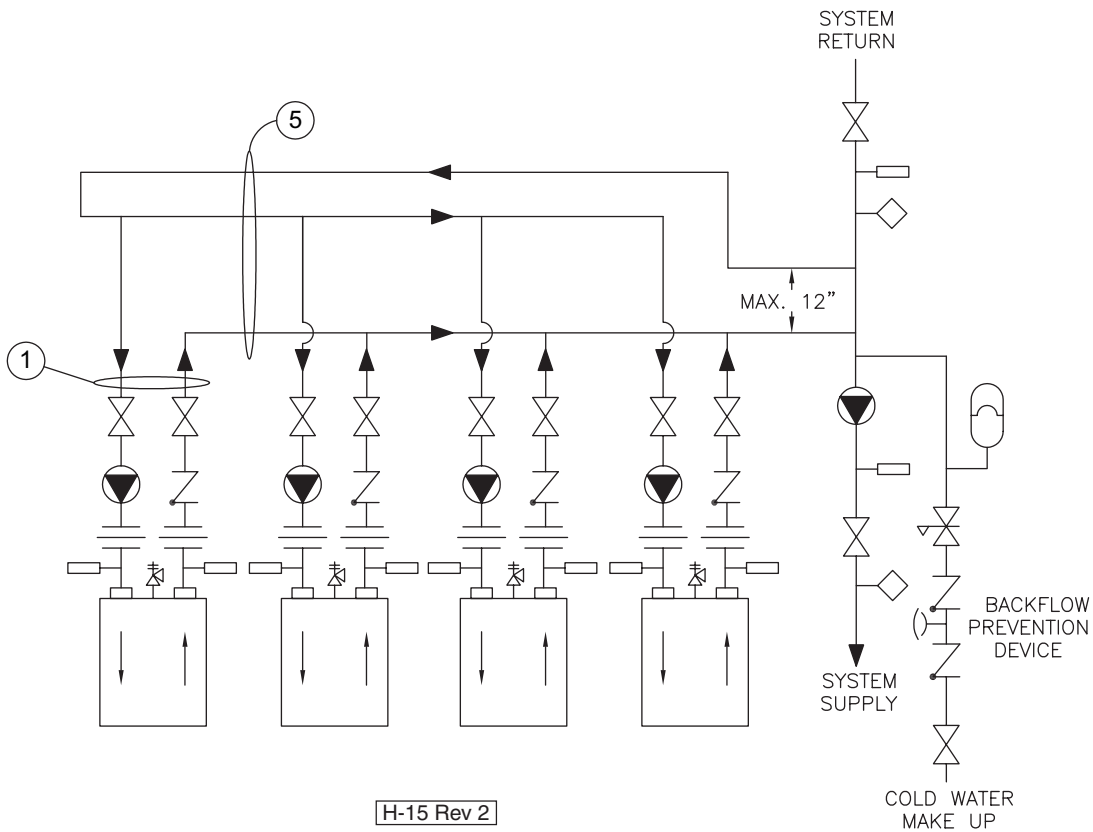 SYSTEM
RETURN
5
MAX. 12”
1
BACKFLOW
PREVENTION
DEVICE
SYSTEM
SUPPLY
COLD WATER
MAKE UP
H-15 Rev 2